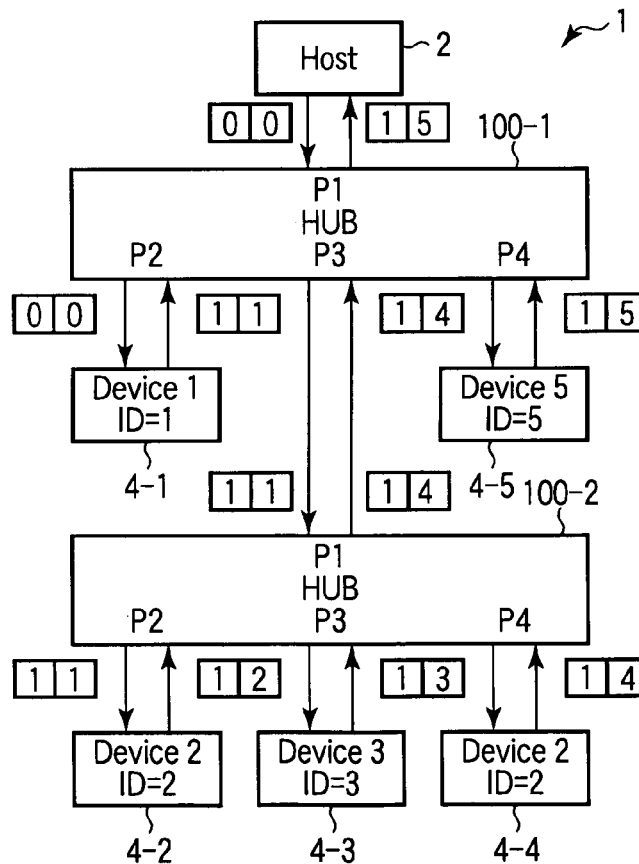 1
Host
2
0 0
1 5
100-1
P1
HUB
P2 P3 P4
0 0
1 1
1 4
1 5
Device 1
ID=1
4-1
Device 5
ID=5
4-5
1 1
1 4
100-2
P1
HUB
P2 P3 P4
1 1
1 2
1 3
1 4
Device 2
ID=2
4-2
Device 3
ID=3
4-3
Device 2
ID=2
4-4